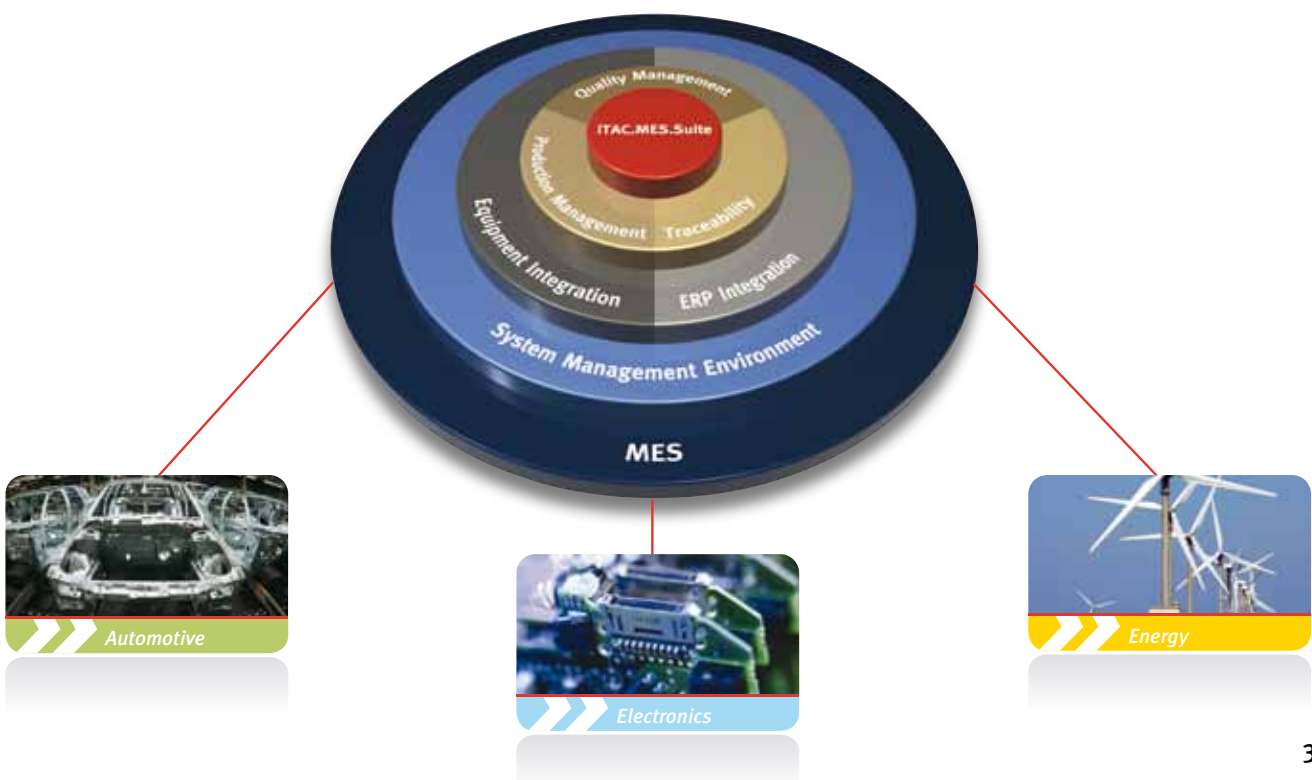 Quality Management
iTAC.MES.Suite
Production Management
Traceability
Equipment Integration
ERP Integration
System Management Environment
MES
Automotive
Energy
Electronics
3